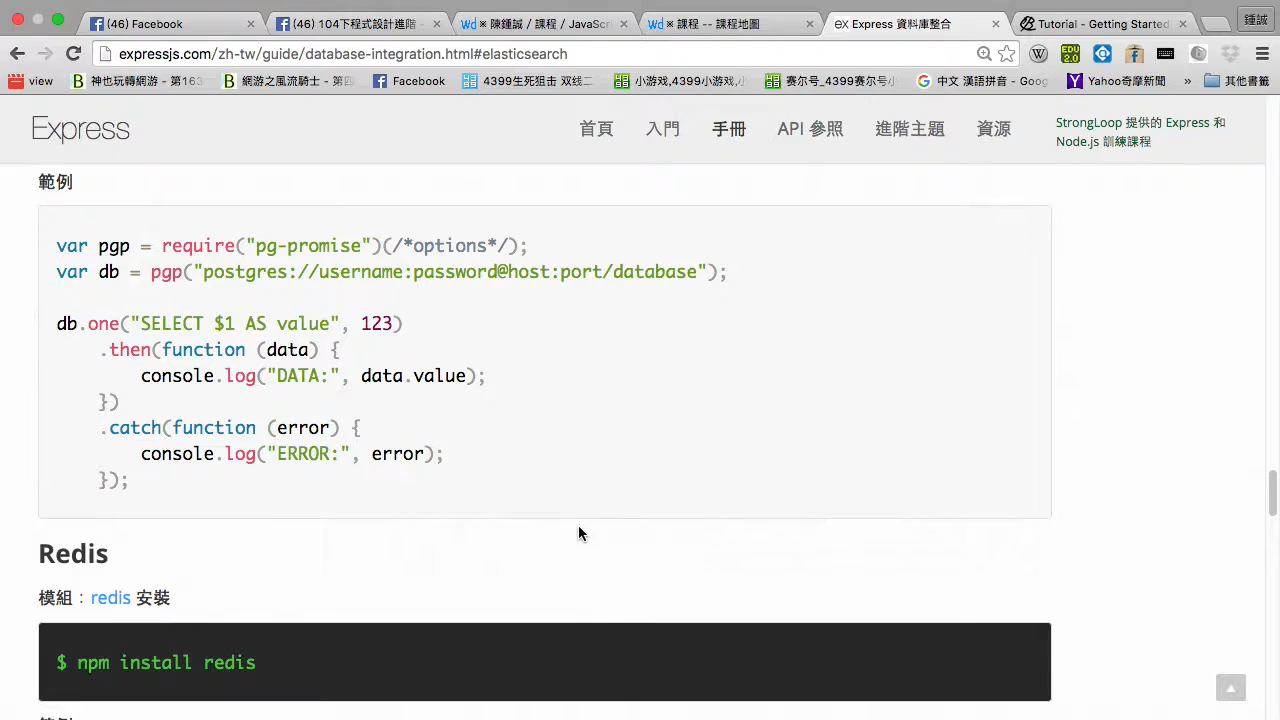 (46) Facebook
(46) 104下程式設計進階
※ 陳鍾誠 / 課程 / JavaScri
※ 課程 -- 課程地圖
Express 資料庫整合
Tutorial - Getting Started
鍾誠
expressjs.com/zh-tw/guide/database-integration.html#elasticsearch
view
神也玩轉網游 - 第163
網游之風流騎士 - 第四
Facebook
4399生死狙击 双线二
小游戏,4399小游戏,小
赛尔号_4399赛尔号小
中文 漢語拼音 - Goog
Yahoo奇摩新聞
»
其他書籤
Express
首頁
入門
手冊
API 參照
進階主題
資源
StrongLoop 提供的 Express 和
Node.js 訓練課程
範例
var pgp = require("pg-promise")(/*options*/);
var db = pgp("postgres://username:password@host:port/database");
db.one("SELECT $1 AS value", 123)
.then(function (data) {
console.log("DATA:", data.value);
})
.catch(function (error) {
console.log("ERROR:", error);
});
Redis
模組：redis 安裝
$ npm install redis